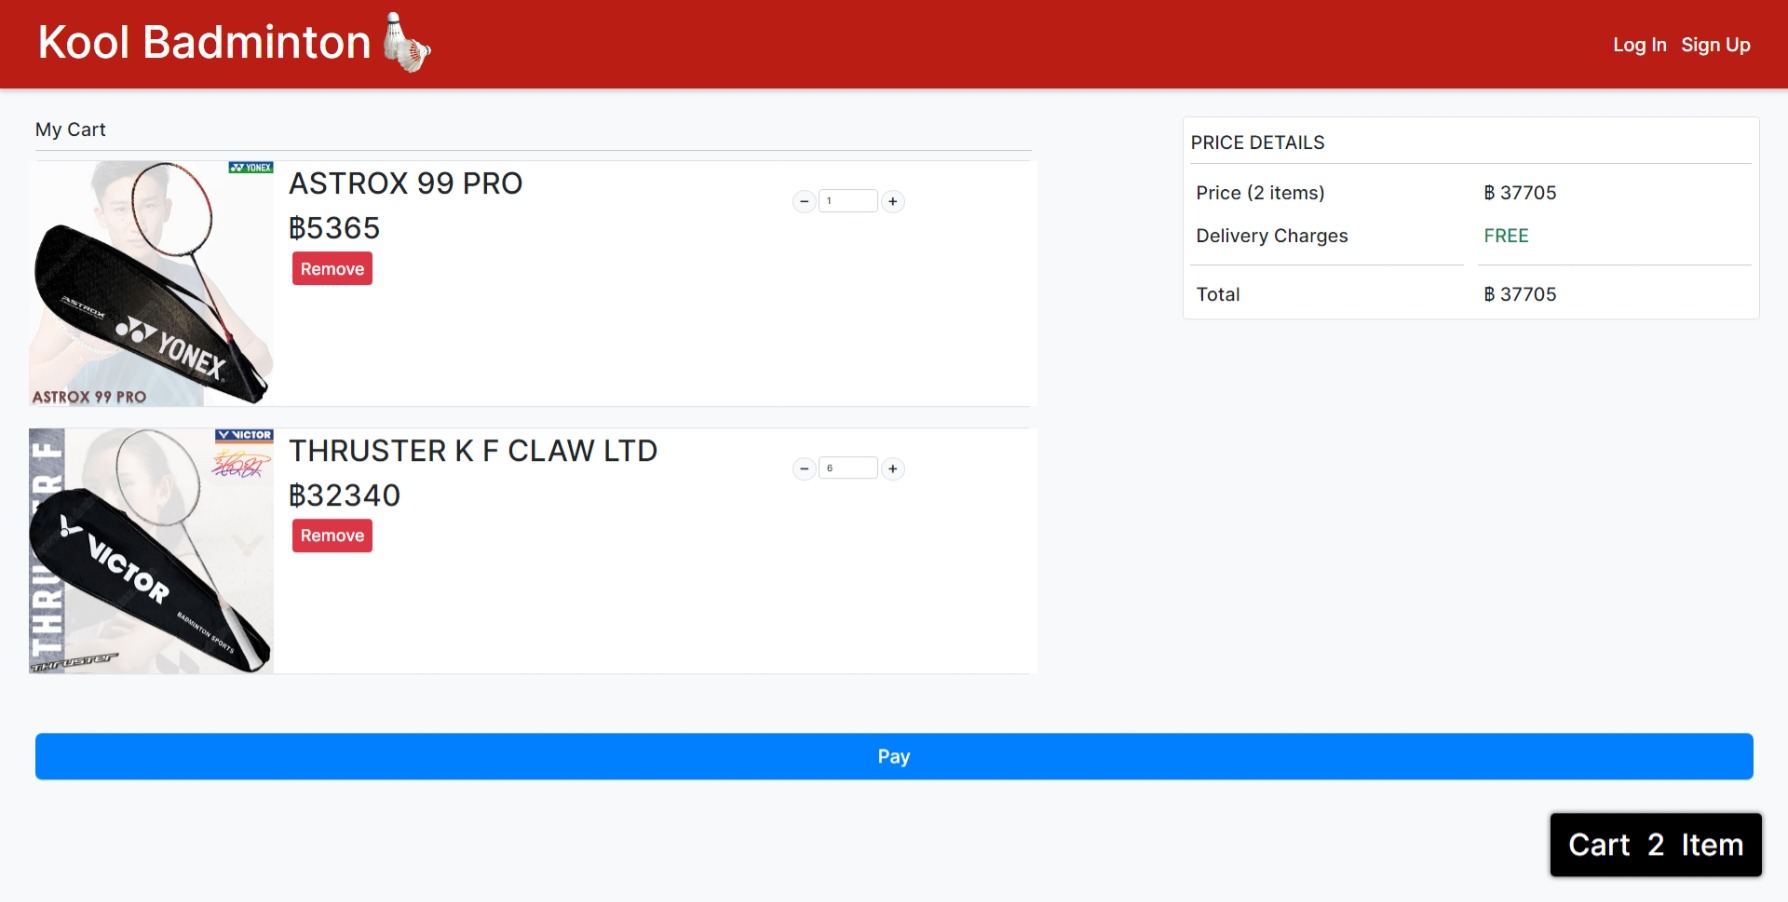 Kool Badminton
Log In Sign Up
My Cart
YONEX
ASTROX 99 PRO
฿5365
Remove
− 1 +
ASTROX
YONEX
ASTROX 99 PRO
VICTOR
THRUSTER K F CLAW LTD
฿32340
Remove
− 6 +
THRUSTER F
VICTOR
BADMINTON SPORTS
THRUSTER
PRICE DETAILS
Price (2 items) ฿ 37705
Delivery Charges FREE
Total ฿ 37705
Pay
Cart 2 Item